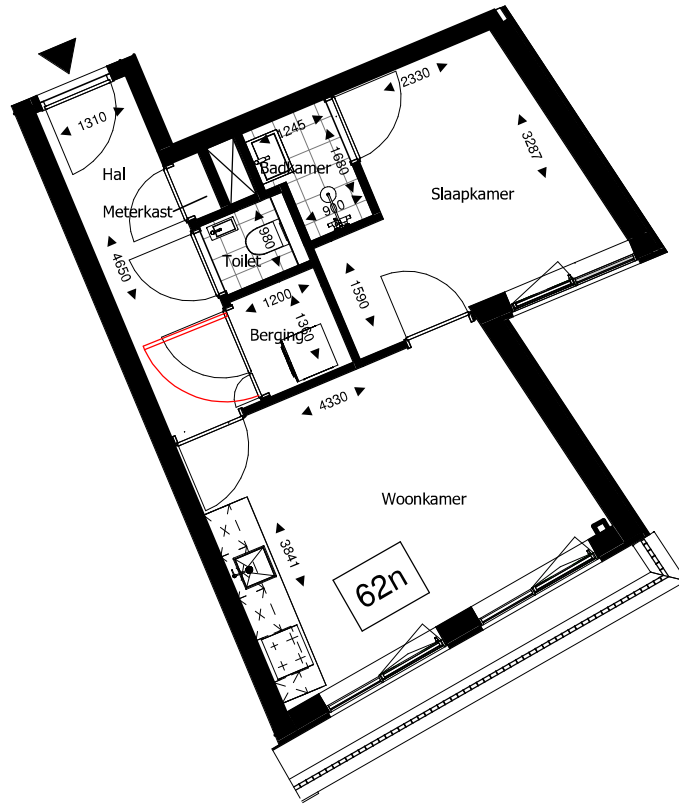 2330
1310
1245
3287
Badkamer
1680
Hal
Slaapkamer
Meterkast
900
980
4650
Toilet
1590
1200
1360
Berging
4330
Woonkamer
3841
62n